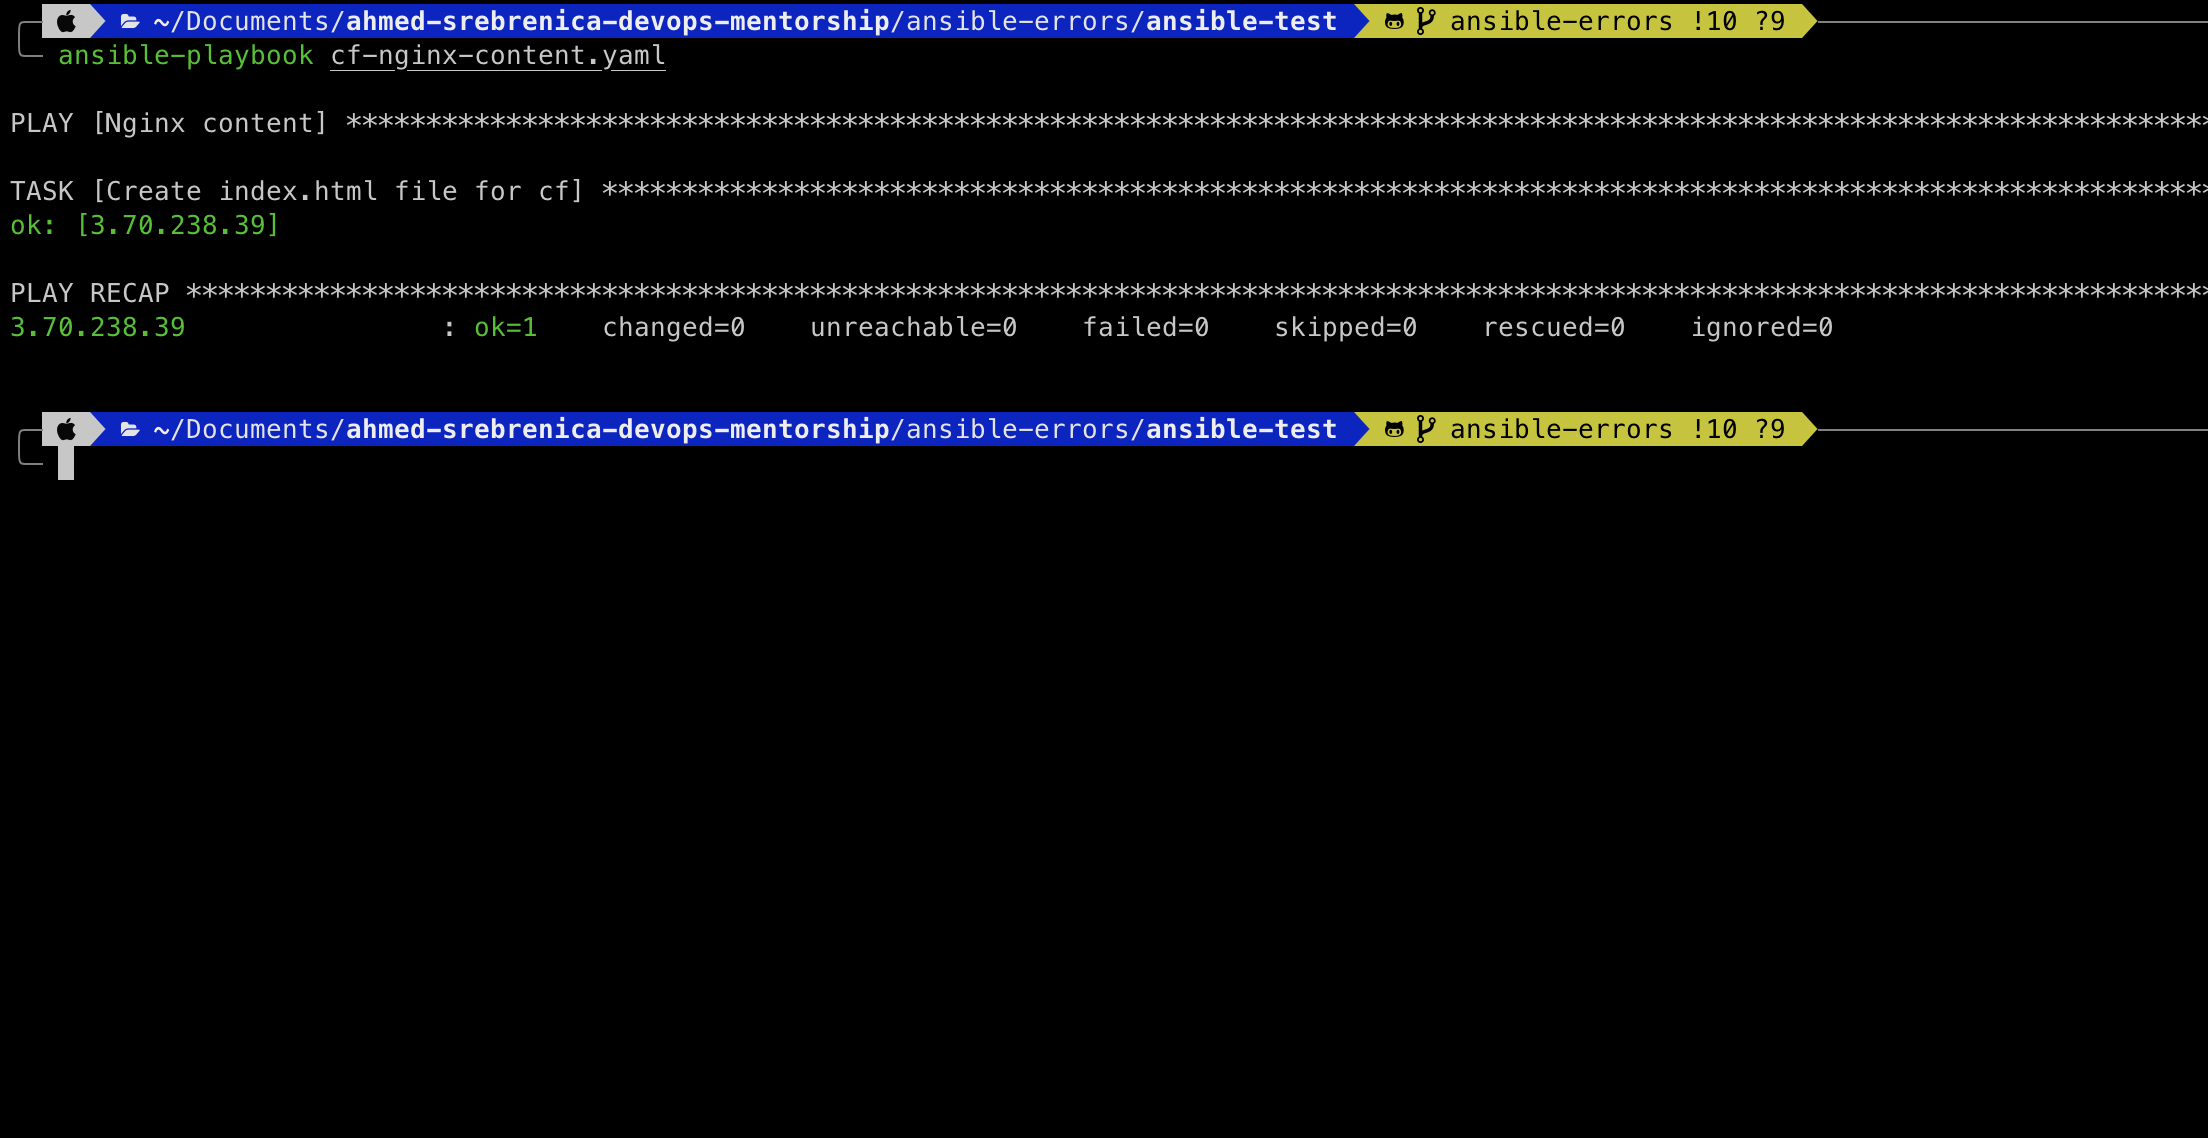 ~/Documents/ahmed-srebrenica-devops-mentorship/ansible-errors/ansible-test ansible-errors !10 ?9
ansible-playbook cf-nginx-content.yaml
PLAY [Nginx content] *********************************************************************************************************************
TASK [Create index.html file for cf] *****************************************************************************************************
ok: [3.70.238.39]
PLAY RECAP *******************************************************************************************************************************
3.70.238.39 : ok=1 changed=0 unreachable=0 failed=0 skipped=0 rescued=0 ignored=0
~/Documents/ahmed-srebrenica-devops-mentorship/ansible-errors/ansible-test ansible-errors !10 ?9